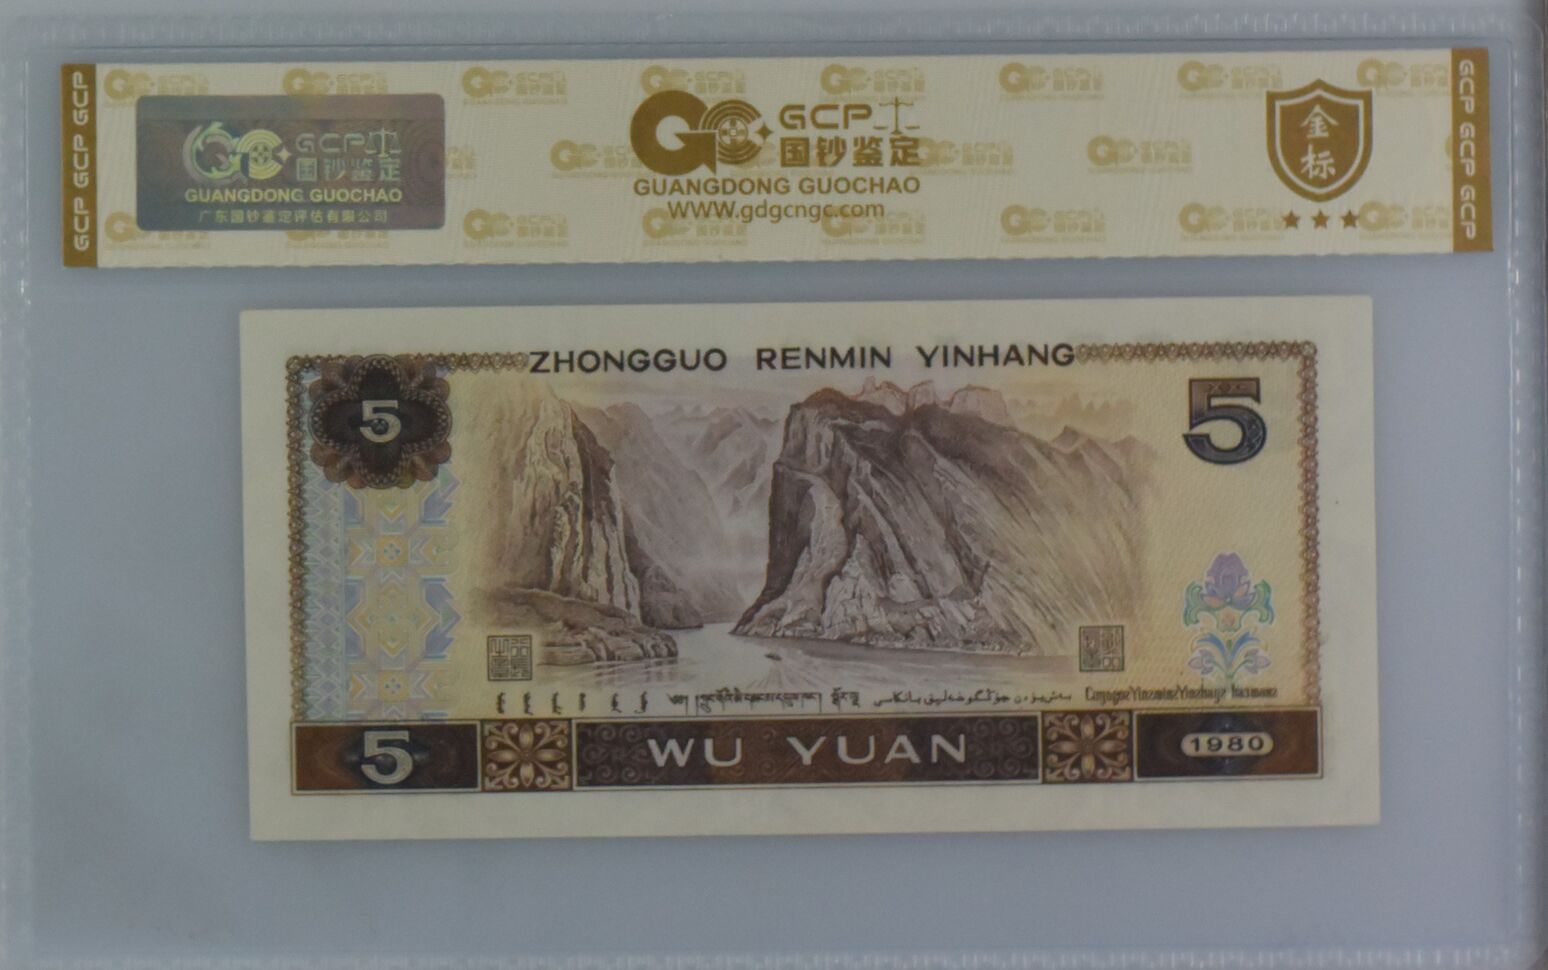 GCP GCP GCP
GCP 国钞鉴定
GUANGDONG GUOCHAO
广东国钞鉴定评估有限公司
GCP
国钞鉴定
GUANGDONG GUOCHAO
WWW.gdgcngc.com
金标
GCP GCP GCP
ZHONGGUO RENMIN YINHANG
5
5
5 WU YUAN 1980